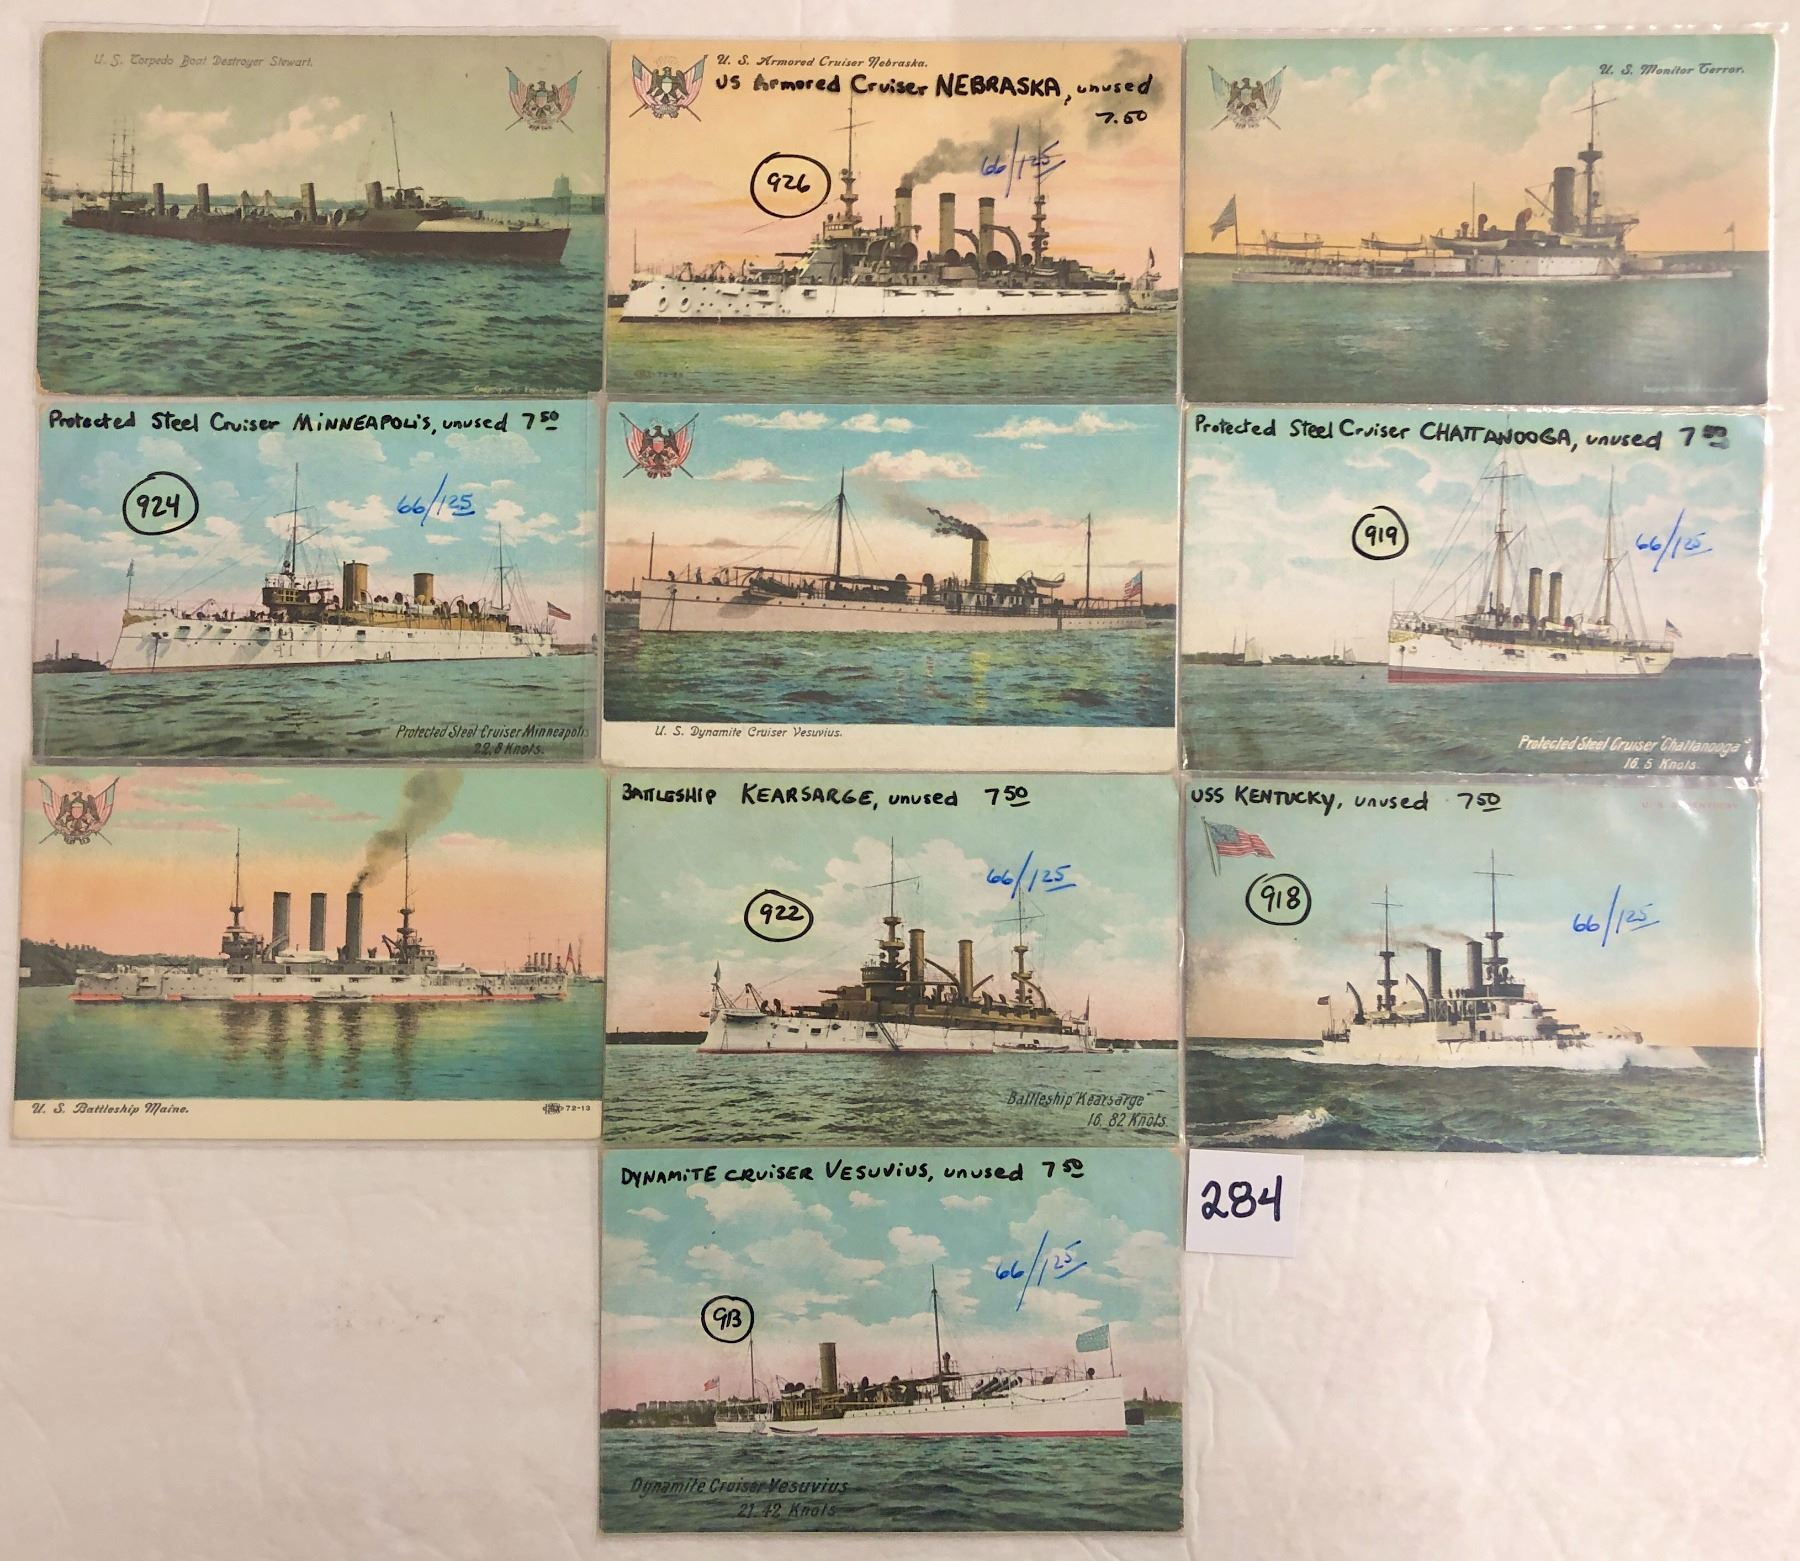 U. S. Torpedo Boat Destroyer Stewart.
U. S. Armored Cruiser Nebraska.
US Armored Cruiser NEBRASKA, unused
7.50
926
66/125
U. S. Monitor Terror.
Protected Steel Cruiser MINNEAPOLIS, unused 7 50
924
66/125
Protected Steel Cruiser Minneapolis
22.8 Knots.
U. S. Dynamite Cruiser Vesuvius.
Protected Steel Cruiser CHATTANOOGA, unused 7 50
919
66/125
Protected Steel Cruiser "Chattanooga"
16. 5 Knots.
U. S. Battleship Maine.
72-13
BATTLESHIP KEARSARGE, unused 7 50
66/125
922
Battleship "Kearsarge"
16. 82 Knots.
USS KENTUCKY, unused 7 50
918
66/125
284
DYNAMITE CRUISER VESUVIUS, unused 7 50
66/125
913
Dynamite Cruiser Vesuvius
21.42 Knots